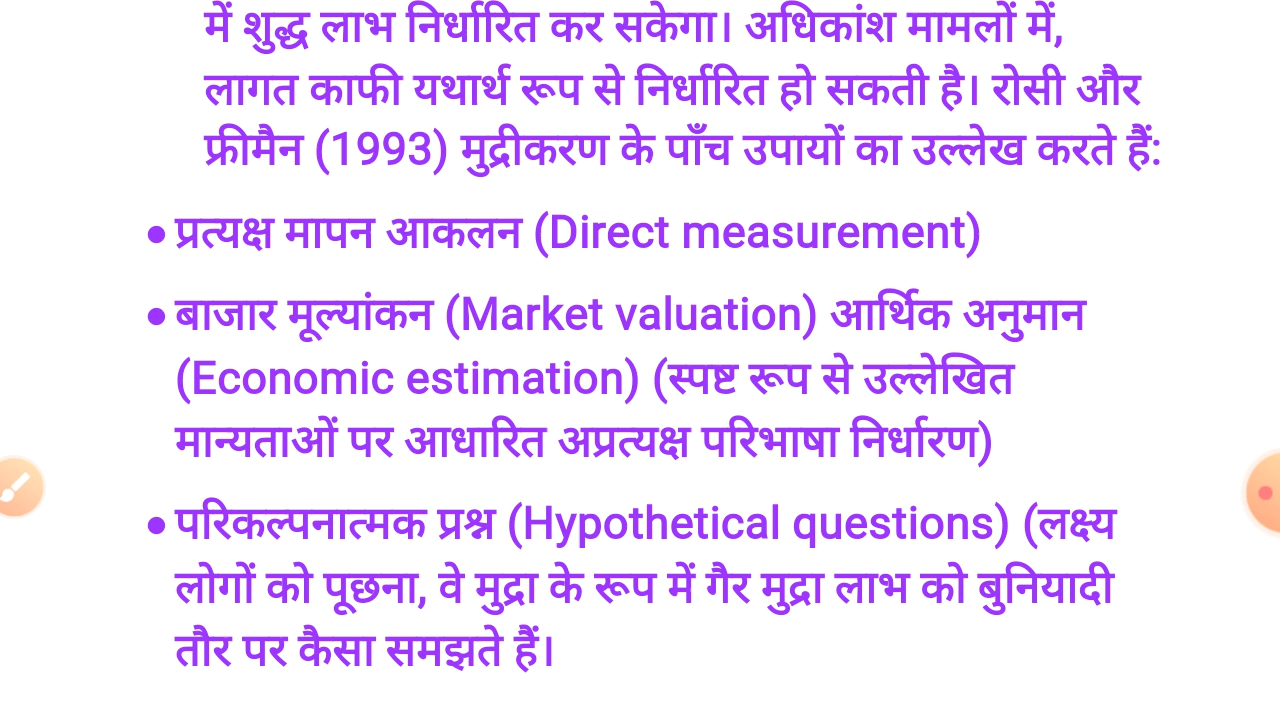 में शुद्ध लाभ निर्धारित कर सकेगा। अधिकांश मामलों में,
लागत काफी यथार्थ रूप से निर्धारित हो सकती है। रोसी और
फ्रीमैन (1993) मुद्रीकरण के पाँच उपायों का उल्लेख करते हैं:
• प्रत्यक्ष मापन आकलन (Direct measurement)
• बाजार मूल्यांकन (Market valuation) आर्थिक अनुमान
(Economic estimation) (स्पष्ट रूप से उल्लेखित
मान्यताओं पर आधारित अप्रत्यक्ष परिभाषा निर्धारण)
• परिकल्पनात्मक प्रश्न (Hypothetical questions) (लक्ष्य
लोगों को पूछना, वे मुद्रा के रूप में गैर मुद्रा लाभ को बुनियादी
तौर पर कैसा समझते हैं।